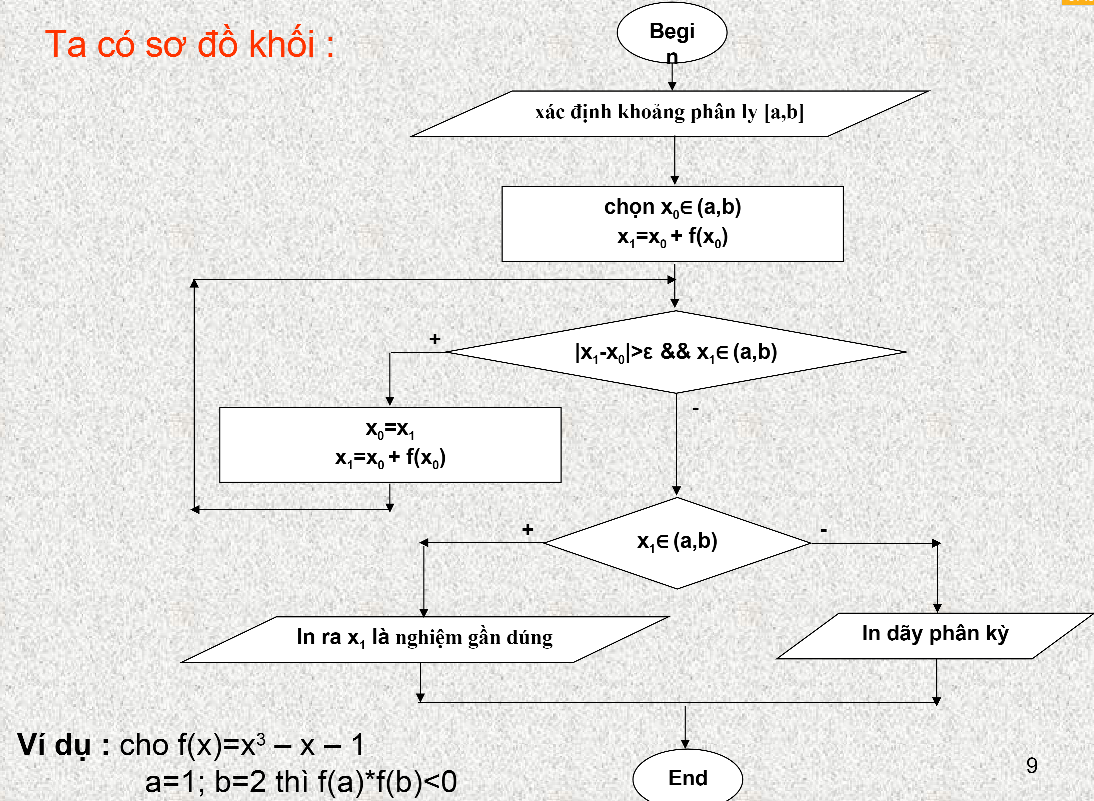 Ta có sơ đồ khối :
Begi
n
xác định khoảng phân ly [a,b]
chọn x₀∈(a,b)
x₁=x₀ + f(x₀)
+
|x₁-x₀|>ε && x₁∈(a,b)
-
x₀=x₁
x₁=x₀ + f(x₀)
+
x₁∈(a,b)
-
In ra x₁ là nghiệm gần dúng
In dãy phân kỳ
Ví dụ : cho f(x)=x³ – x – 1
a=1; b=2 thì f(a)*f(b)<0
End
9